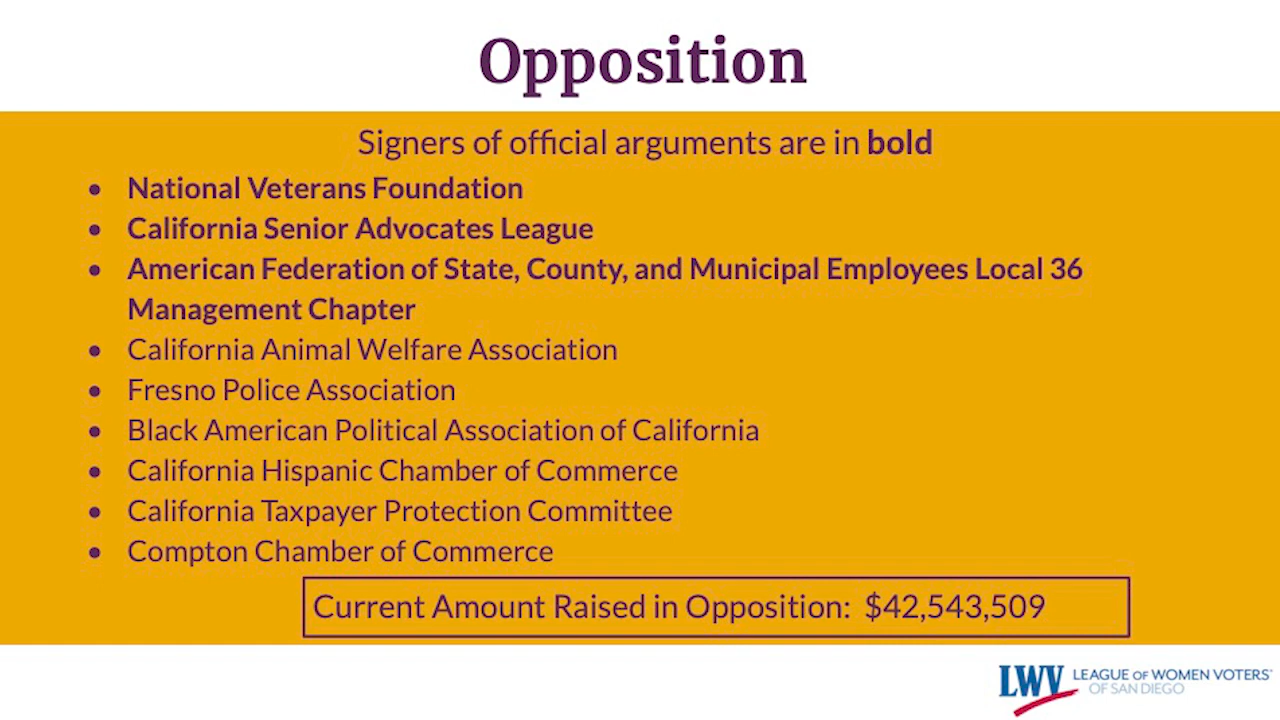 Opposition
Signers of official arguments are in bold
• National Veterans Foundation
• California Senior Advocates League
• American Federation of State, County, and Municipal Employees Local 36
Management Chapter
• California Animal Welfare Association
• Fresno Police Association
• Black American Political Association of California
• California Hispanic Chamber of Commerce
• California Taxpayer Protection Committee
• Compton Chamber of Commerce
Current Amount Raised in Opposition: $42,543,509
LWV LEAGUE OF WOMEN VOTERS®
OF SAN DIEGO